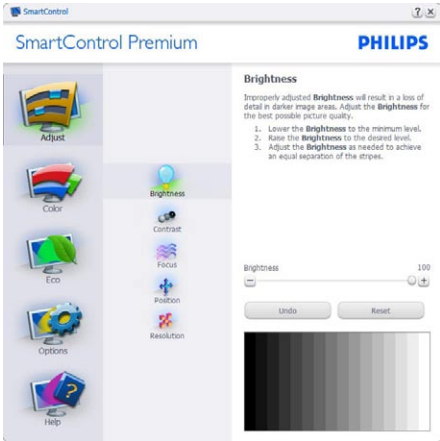 SmartControl
SmartControl Premium
PHILIPS
Adjust
Color
Eco
Options
Help
Brightness
Contrast
Focus
Position
Resolution
Brightness
Improperly adjusted Brightness will result in a loss of
detail in darker image areas. Adjust the Brightness for
the best possible picture quality.
1. Lower the Brightness to the minimum level.
2. Raise the Brightness to the desired level.
3. Adjust the Brightness as needed to achieve
an equal separation of the stripes.
Brightness 100
Undo Reset